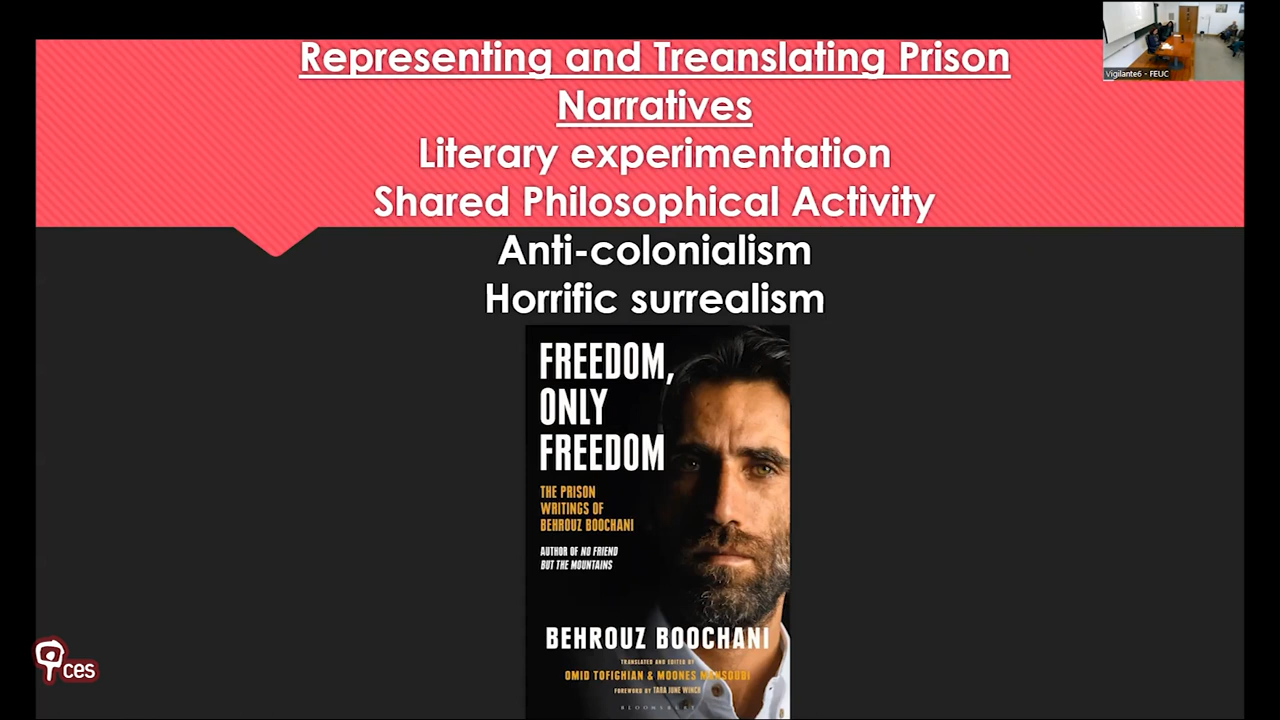 Representing and Treanslating Prison
Narratives
Literary experimentation
Shared Philosophical Activity
Anti-colonialism
Horrific surrealism
FREEDOM,
ONLY
FREEDOM
THE PRISON
WRITINGS OF
BEHROUZ BOOCHANI
AUTHOR OF NO FRIEND
BUT THE MOUNTAINS
BEHROUZ BOOCHANI
TRANSLATED AND EDITED BY
OMID TOFIGHIAN & MOONES MANSOUBI
FOREWORD BY TARA JUNE WINCH
BLOOMSBURY
Vigilante6 - FEUC
ces